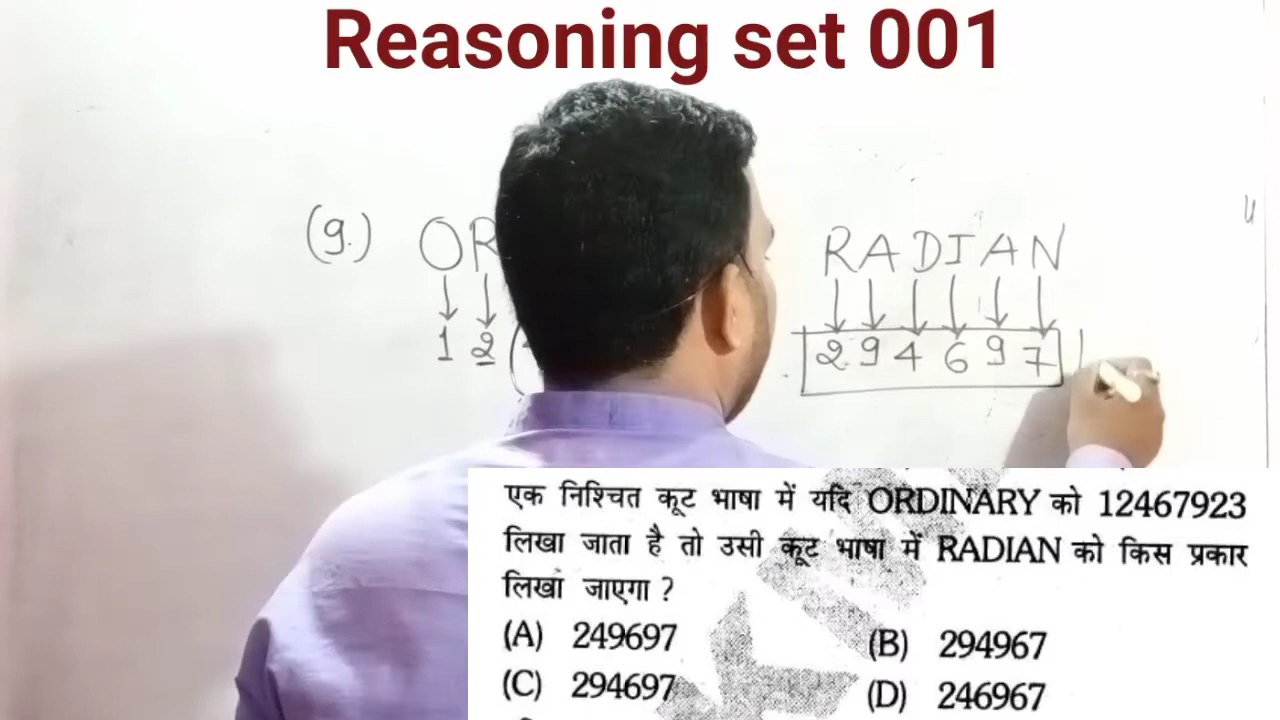 Reasoning set 001
(9.) OR RADIAN
1 2 294697
एक निश्चित कूट भाषा में यदि ORDINARY को 12467923
लिखा जाता है तो उसी कूट भाषा में RADIAN को किस प्रकार
लिखा जाएगा ?
(A) 249697 (B) 294967
(C) 294697 (D) 246967